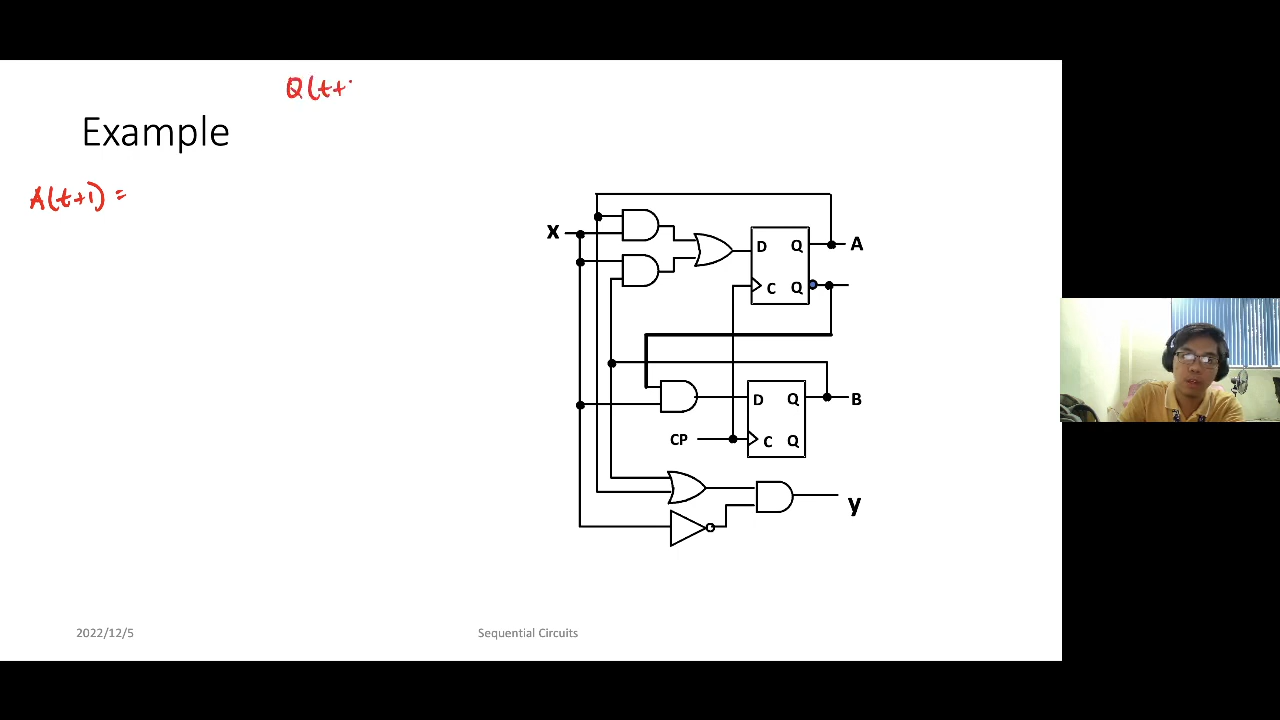 Q(t+
Example
A(t+1) =
X
D Q A
C Q
D Q B
CP C Q
y
2022/12/5 Sequential Circuits